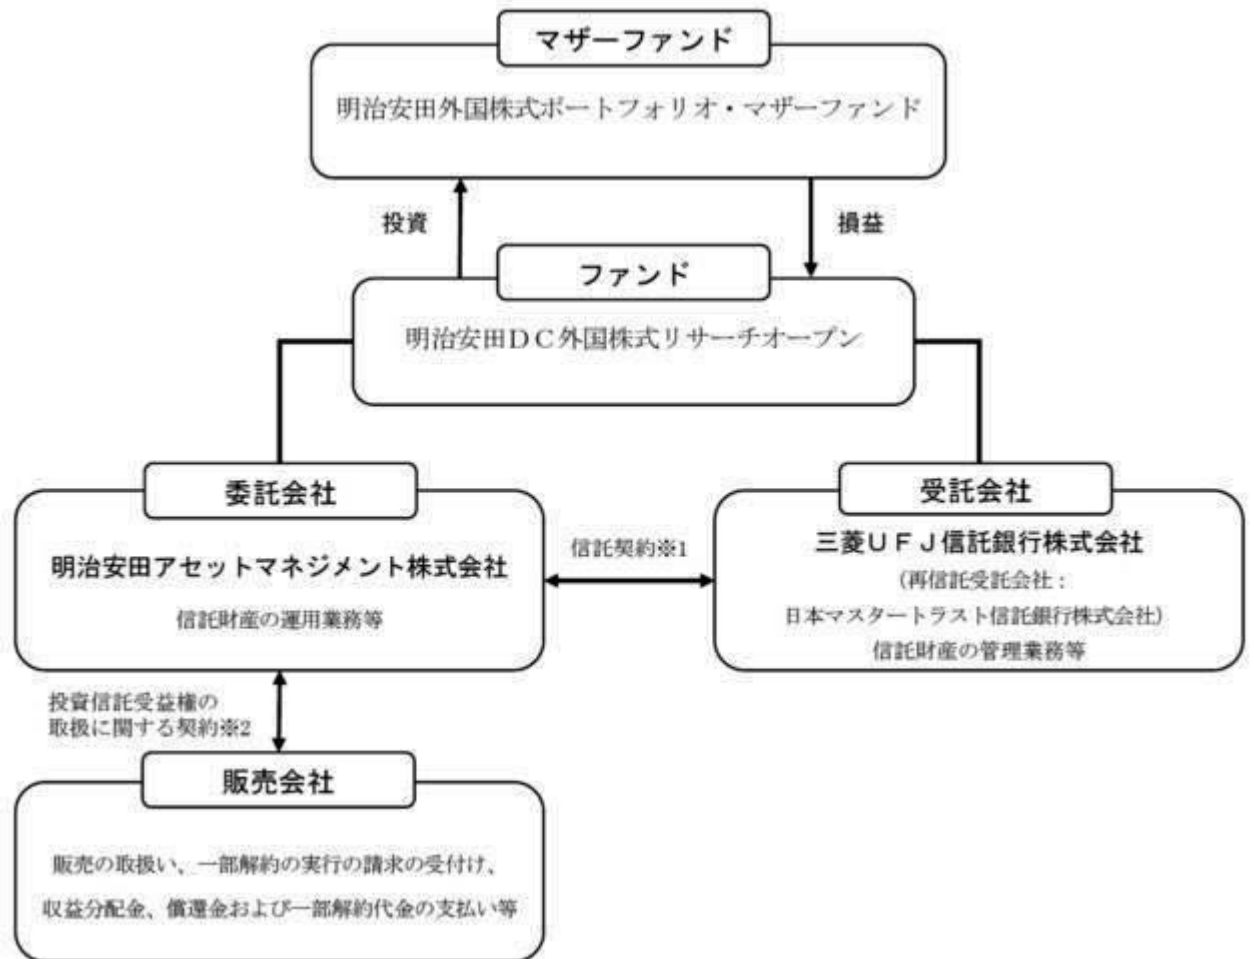 マザーファンド
明治安田外国株式ポートフォリオ・マザーファンド
投資
損益
ファンド
明治安田ＤＣ外国株式リサーチオープン
委託会社
明治安田アセットマネジメント株式会社
信託財産の運用業務等
信託契約※1
受託会社
三菱ＵＦＪ信託銀行株式会社
（再信託受託会社：
日本マスタートラスト信託銀行株式会社）
信託財産の管理業務等
投資信託受益権の
取扱に関する契約※2
販売会社
販売の取扱い、一部解約の実行の請求の受付け、
収益分配金、償還金および一部解約代金の支払い等